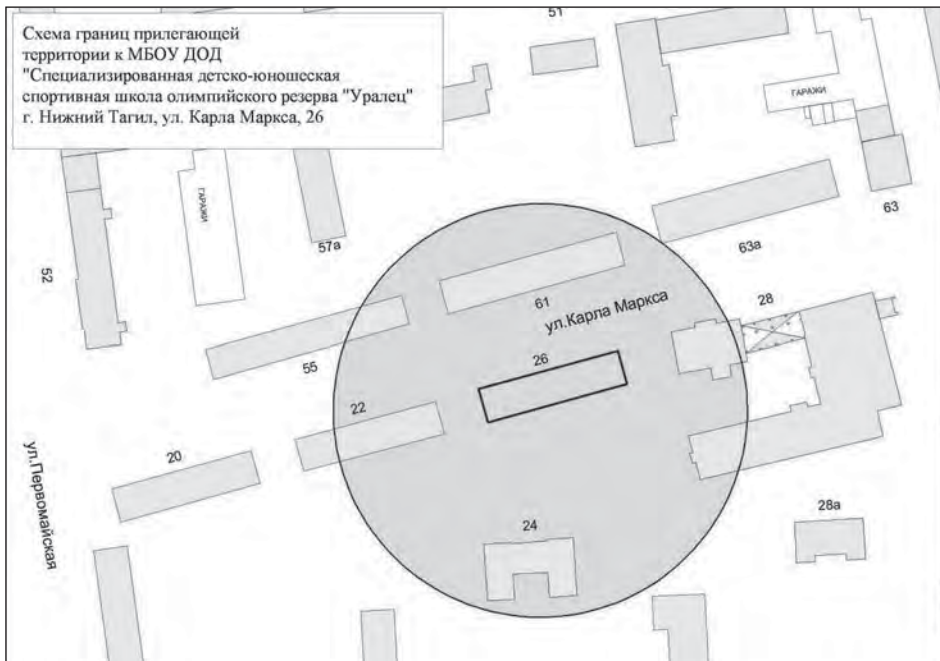 Схема границ прилегающей
территории к МБОУ ДОД
"Специализированная детско-юношеская
спортивная школа олимпийского резерва "Уралец"
г. Нижний Тагил, ул. Карла Маркса, 26
51
ГАРАЖИ
63
ГАРАЖИ
57а
63а
52
61
ул.Карла Маркса
28
55
26
22
20
ул.Первомайская
24
28а